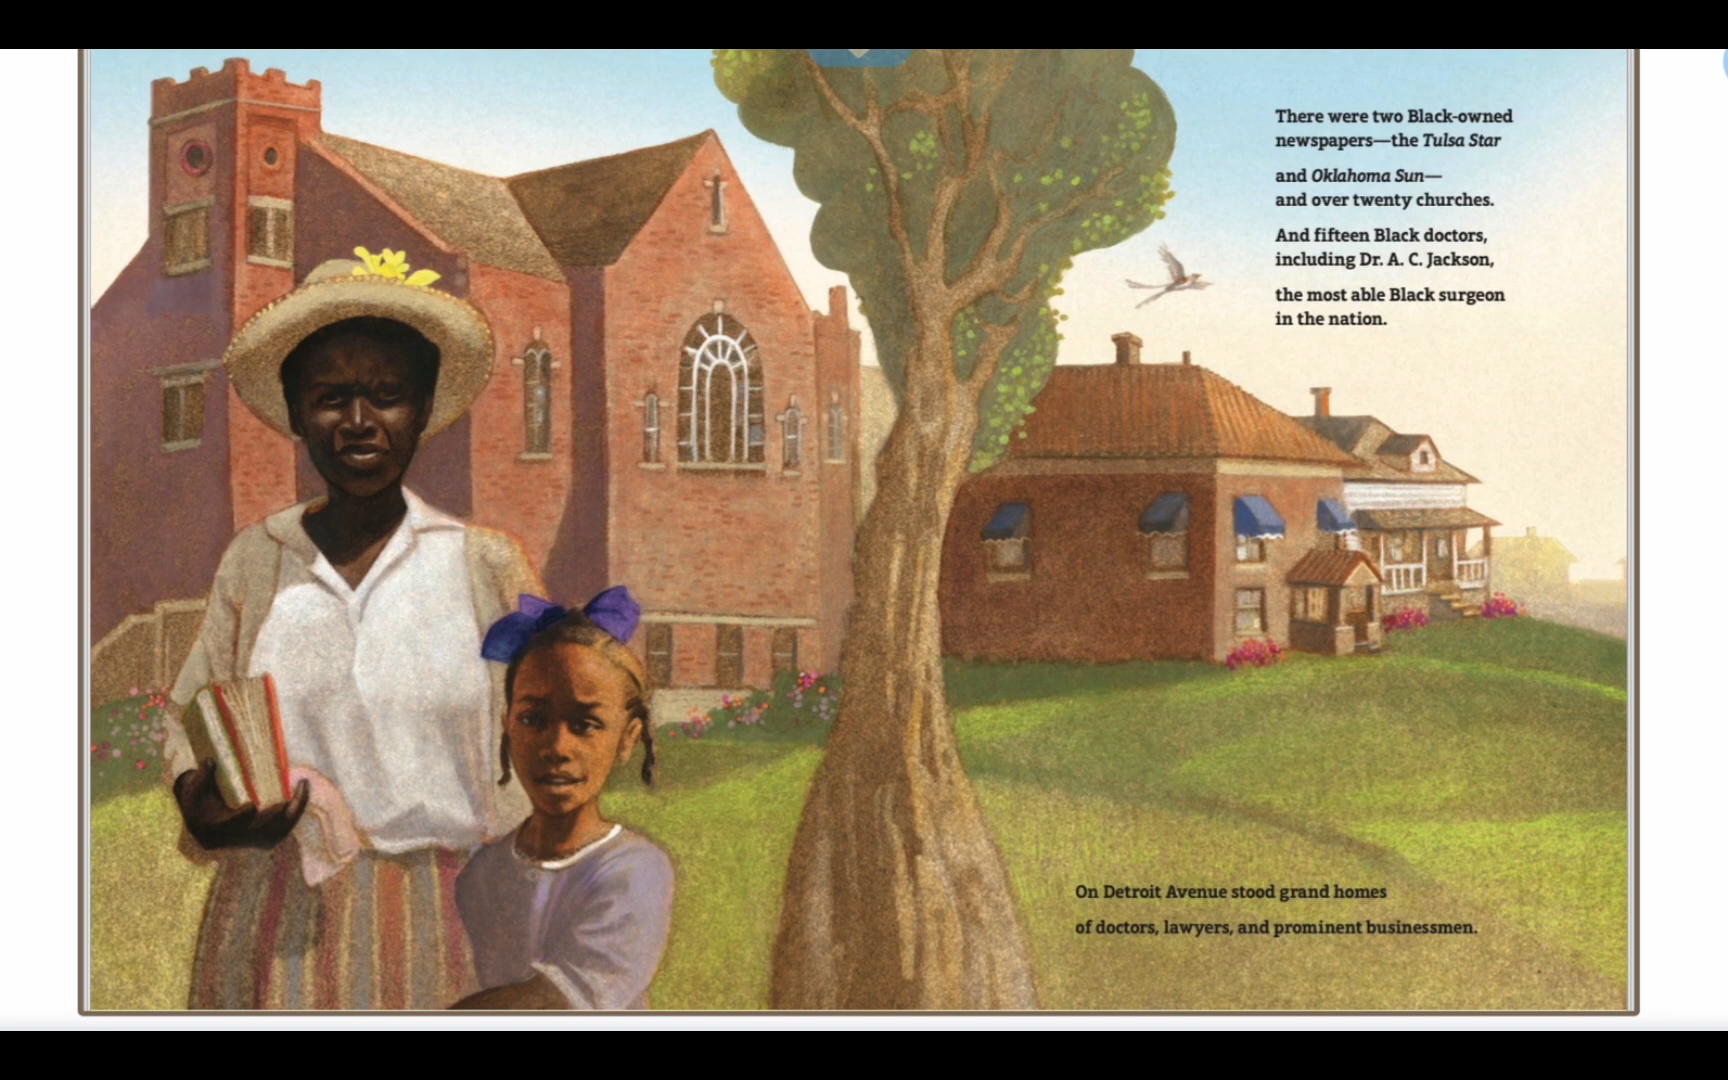 There were two Black-owned
newspapers—the Tulsa Star
and Oklahoma Sun—
and over twenty churches.
And fifteen Black doctors,
including Dr. A. C. Jackson,
the most able Black surgeon
in the nation.
On Detroit Avenue stood grand homes
of doctors, lawyers, and prominent businessmen.